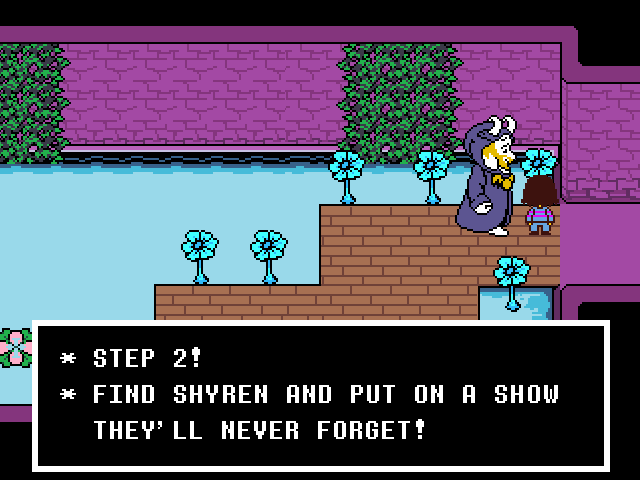 * STEP 2!
* FIND SHYREN AND PUT ON A SHOW
THEY'LL NEVER FORGET!